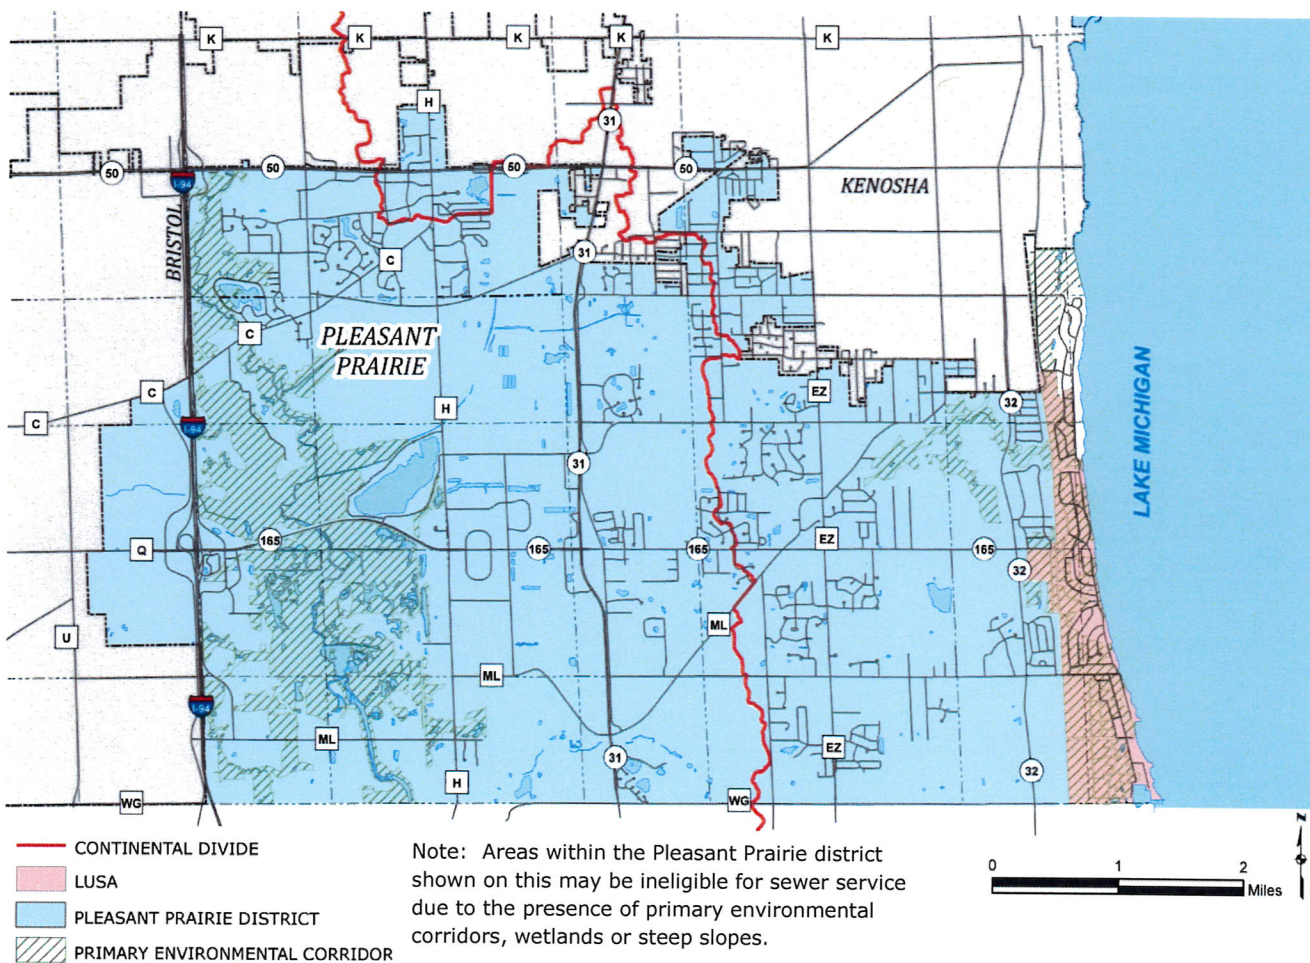 K
K
K
K
K
H
31
50
50
50
50
I-94
KENOSHA
BRISTOL
C
31
C
PLEASANT
PRAIRIE
LAKE MICHIGAN
C
EZ
C
H
32
I-94
31
Q
165
165
165
EZ
165
32
U
ML
ML
I-94
ML
31
EZ
H
32
WG
WG
CONTINENTAL DIVIDE
LUSA
PLEASANT PRAIRIE DISTRICT
PRIMARY ENVIRONMENTAL CORRIDOR
Note: Areas within the Pleasant Prairie district
shown on this may be ineligible for sewer service
due to the presence of primary environmental
corridors, wetlands or steep slopes.
0 1 2
Miles
Z